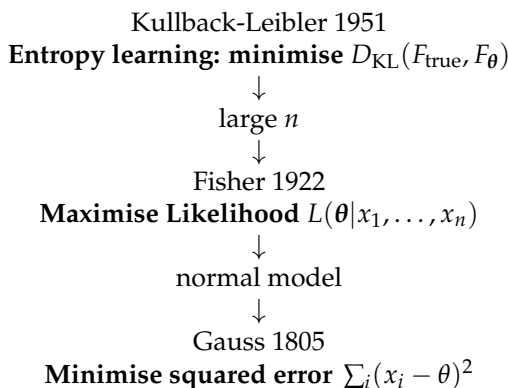 Kullback-Leibler 1951
Entropy learning: minimise D_KL(F_true, F_θ)
↓
large n
↓
Fisher 1922
Maximise Likelihood L(θ|x_1, . . . , x_n)
↓
normal model
↓
Gauss 1805
Minimise squared error ∑_i(x_i − θ)^2